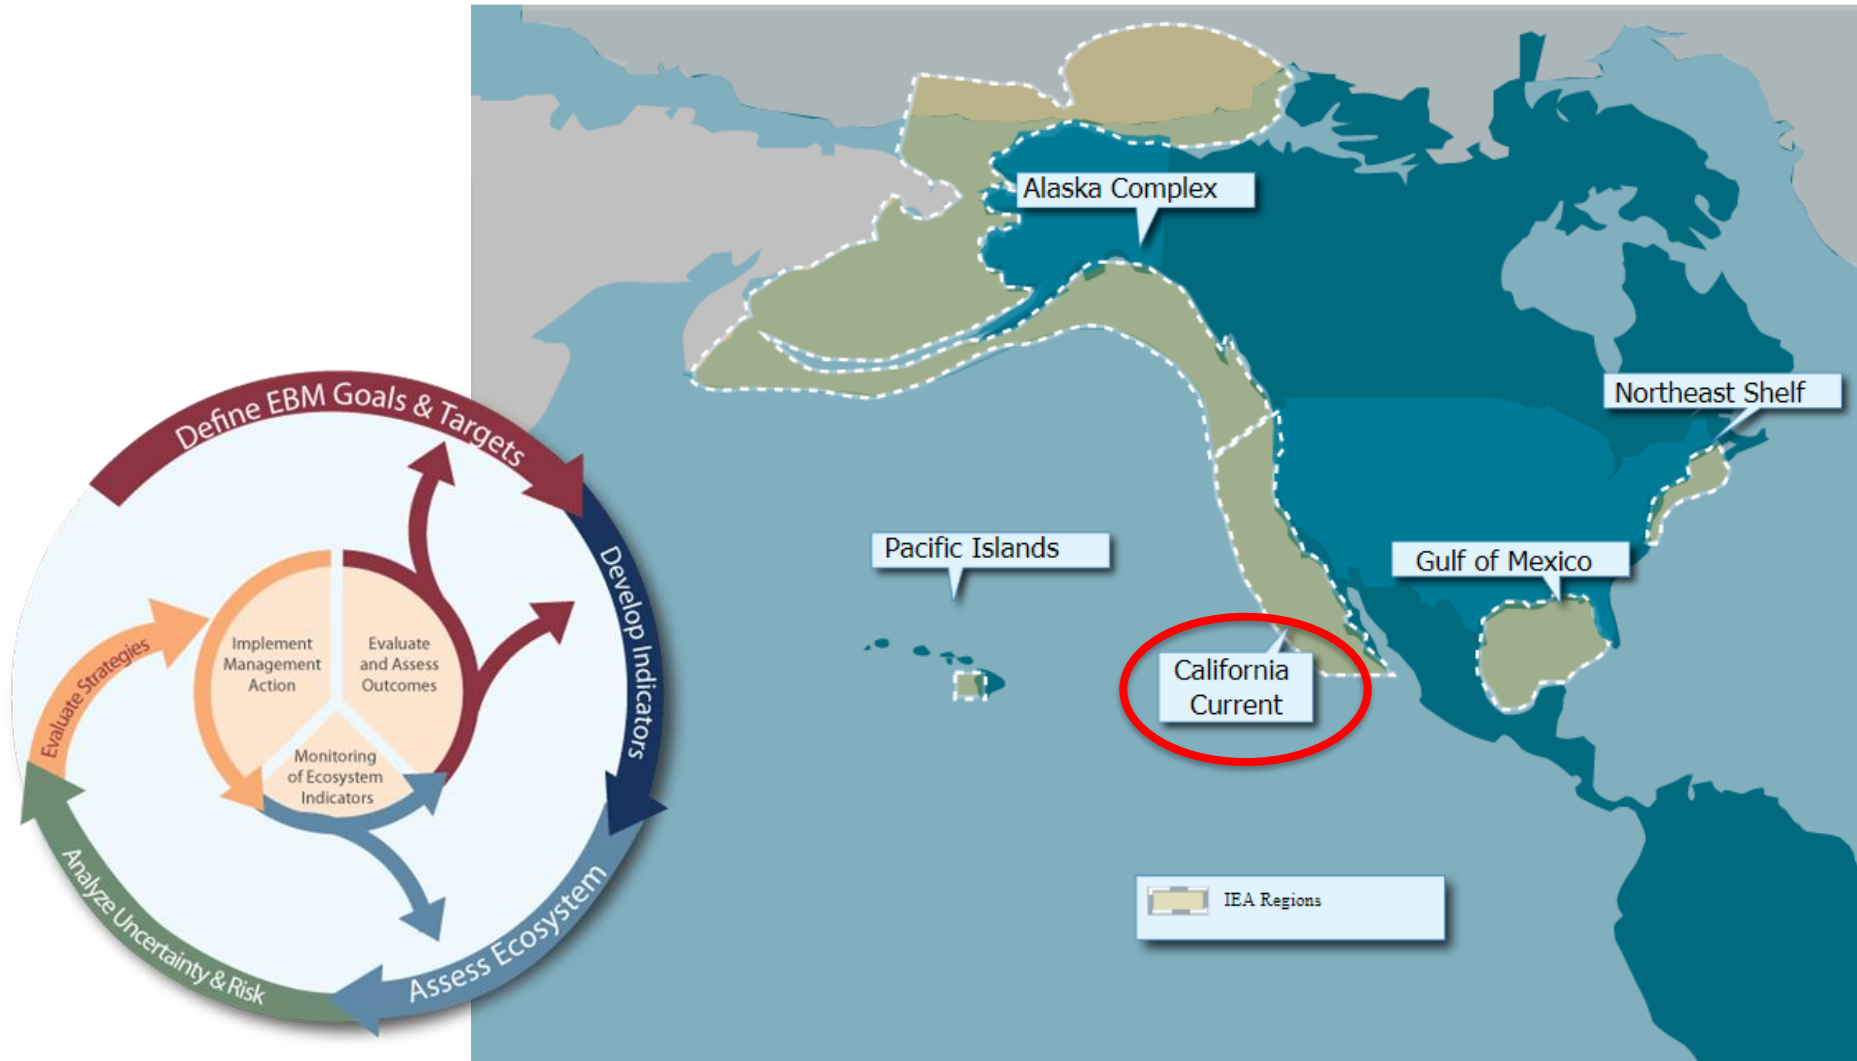 Define EBM Goals & Targets
Develop Indicators
Assess Ecosystem
Analyze Uncertainty & Risk
Evaluate Strategies
Implement
Management
Action
Evaluate
and Assess
Outcomes
Monitoring
of Ecosystem
Indicators
Alaska Complex
Northeast Shelf
Pacific Islands
Gulf of Mexico
California
Current
IEA Regions